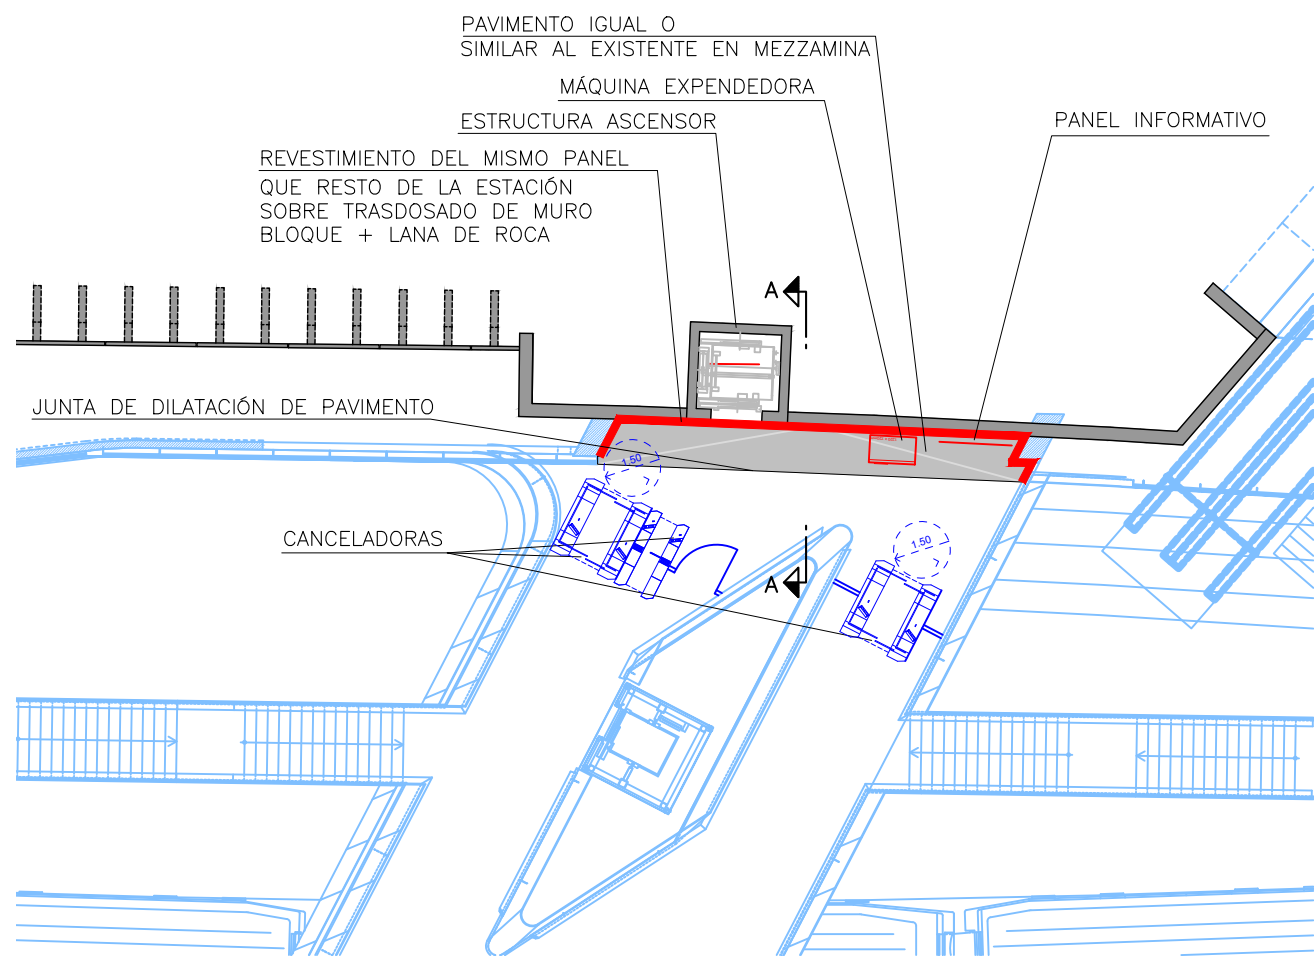 PAVIMENTO IGUAL O
SIMILAR AL EXISTENTE EN MEZZAMINA
MÁQUINA EXPENDEDORA
ESTRUCTURA ASCENSOR
PANEL INFORMATIVO
REVESTIMIENTO DEL MISMO PANEL
QUE RESTO DE LA ESTACIÓN
SOBRE TRASDOSADO DE MURO
BLOQUE + LANA DE ROCA
A
JUNTA DE DILATACIÓN DE PAVIMENTO
1.50
CANCELADORAS
1.50
A